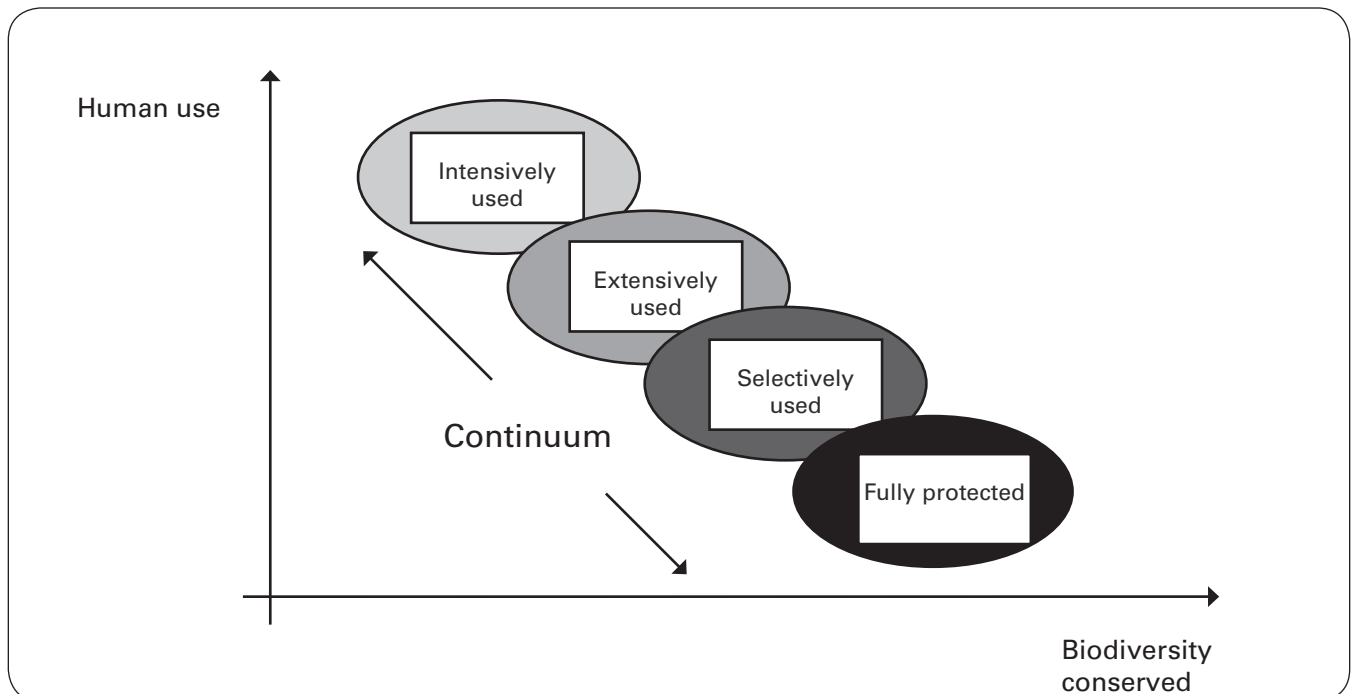 Human use
Intensively
used
Extensively
used
Selectively
used
Continuum
Fully protected
Biodiversity
conserved